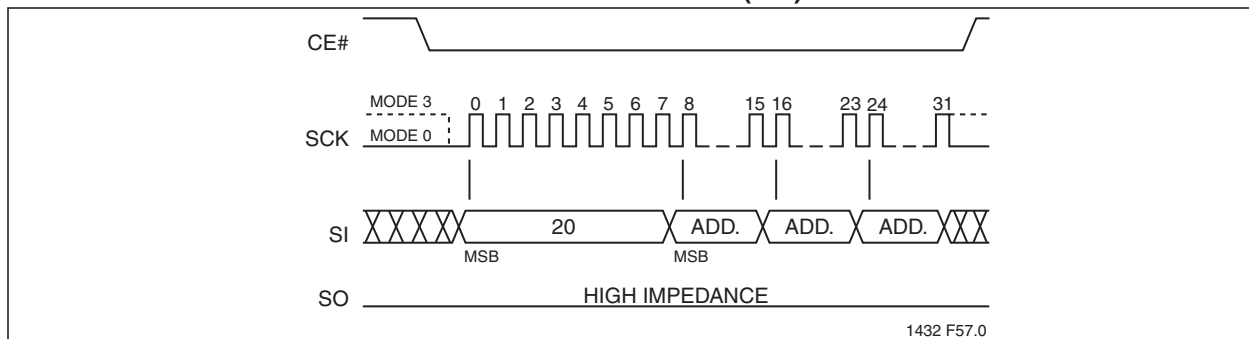 CE#
MODE 3
0 1 2 3 4 5 6 7 8 15 16 23 24 31
SCK
MODE 0
SI
20
ADD.
ADD.
ADD.
MSB
MSB
SO
HIGH IMPEDANCE
1432 F57.0